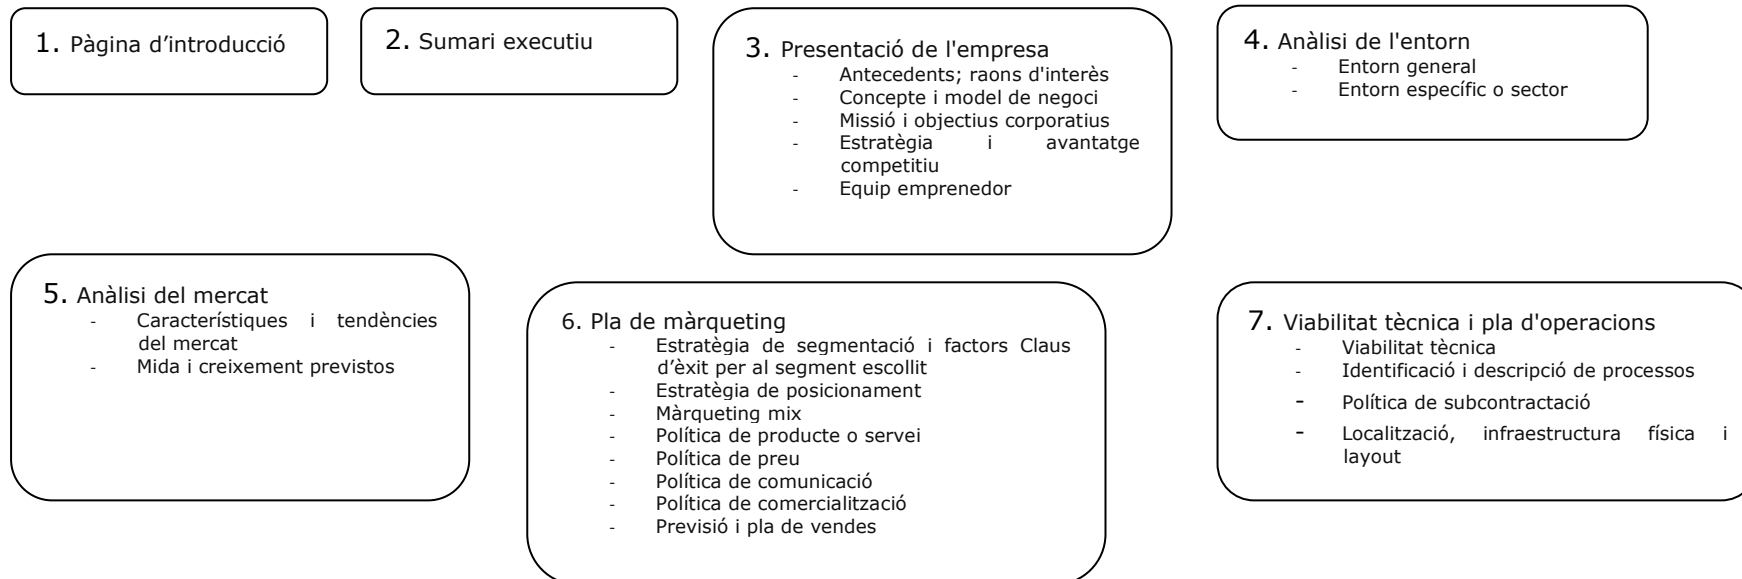 1. Pàgina d’introducció
2. Sumari executiu
3. Presentació de l'empresa
- Antecedents; raons d'interès
- Concepte i model de negoci
- Missió i objectius corporatius
- Estratègia i avantatge
competitiu
- Equip emprenedor
4. Anàlisi de l'entorn
- Entorn general
- Entorn específic o sector
5. Anàlisi del mercat
- Característiques i tendències
del mercat
- Mida i creixement previstos
6. Pla de màrqueting
- Estratègia de segmentació i factors Claus
d’èxit per al segment escollit
- Estratègia de posicionament
- Màrqueting mix
- Política de producte o servei
- Política de preu
- Política de comunicació
- Política de comercialització
- Previsió i pla de vendes
7. Viabilitat tècnica i pla d'operacions
- Viabilitat tècnica
- Identificació i descripció de processos
- Política de subcontractació
- Localització, infraestructura física i
layout